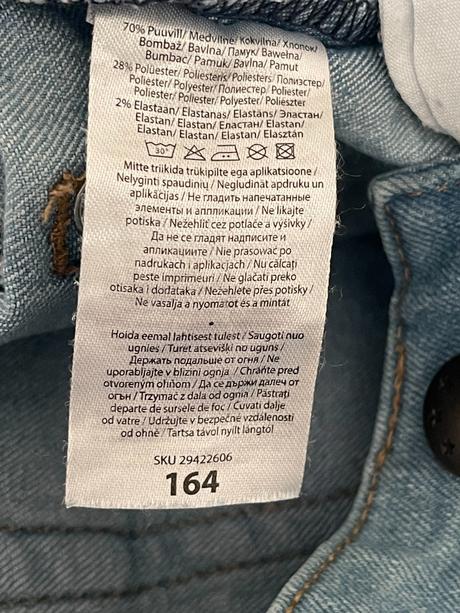 70% Puuvill/ Medvilnė/ Kokvilna/ Хлопок/
Bombaž/ Bavlna/ Памук/ Bawełna/
Bumbac/ Pamuk/ Bavlna/ Pamut
28% Polüester/ Poliesteris/ Poliesters/ Полиэстер/
Poliester/ Polyester/ Полиестер/ Poliester/
Poliester/ Poliester/ Polyester/ Poliészter
2% Elastaan/ Elastanas/ Elastāns/ Эластан/
Elastan/ Elastan/ Еластан/ Elastan/
Elastan/ Elastan/ Elastan/ Elasztán
30°
Mitte triikida trükipilte ega aplikatsioone /
Nelyginti spaudinių / Negludināt apdruku un
aplikācijas / Не гладить напечатанные
элементы и аппликации / Ne likajte
potiska / Nežehliť cez potlače a výšivky /
Да не се гладят надписите и
апликациите / Nie prasować po
nadrukach i aplikacjach / Nu călcați
peste imprimeuri / Ne glačati preko
otisaka i dodataka / Nežehlete přes potisky /
Ne vasalja a nyomatot és a mintát
•
Hoida eemal lahtisest tulest / Saugoti nuo
ugnies / Turet atsevišķi no uguns /
Держать подальше от огня / Ne
uporabljajte v bližini ognja / Chráňte pred
otvoreným ohňom / Да се държи далеч от
огън / Trzymać z dala od ognia / Păstrați
departe de sursele de foc / Čuvati dalje
od vatre / Udržujte v bezpečné vzdálenosti
od ohně / Tartsa távol nyílt lángtól
SKU 29422606
164